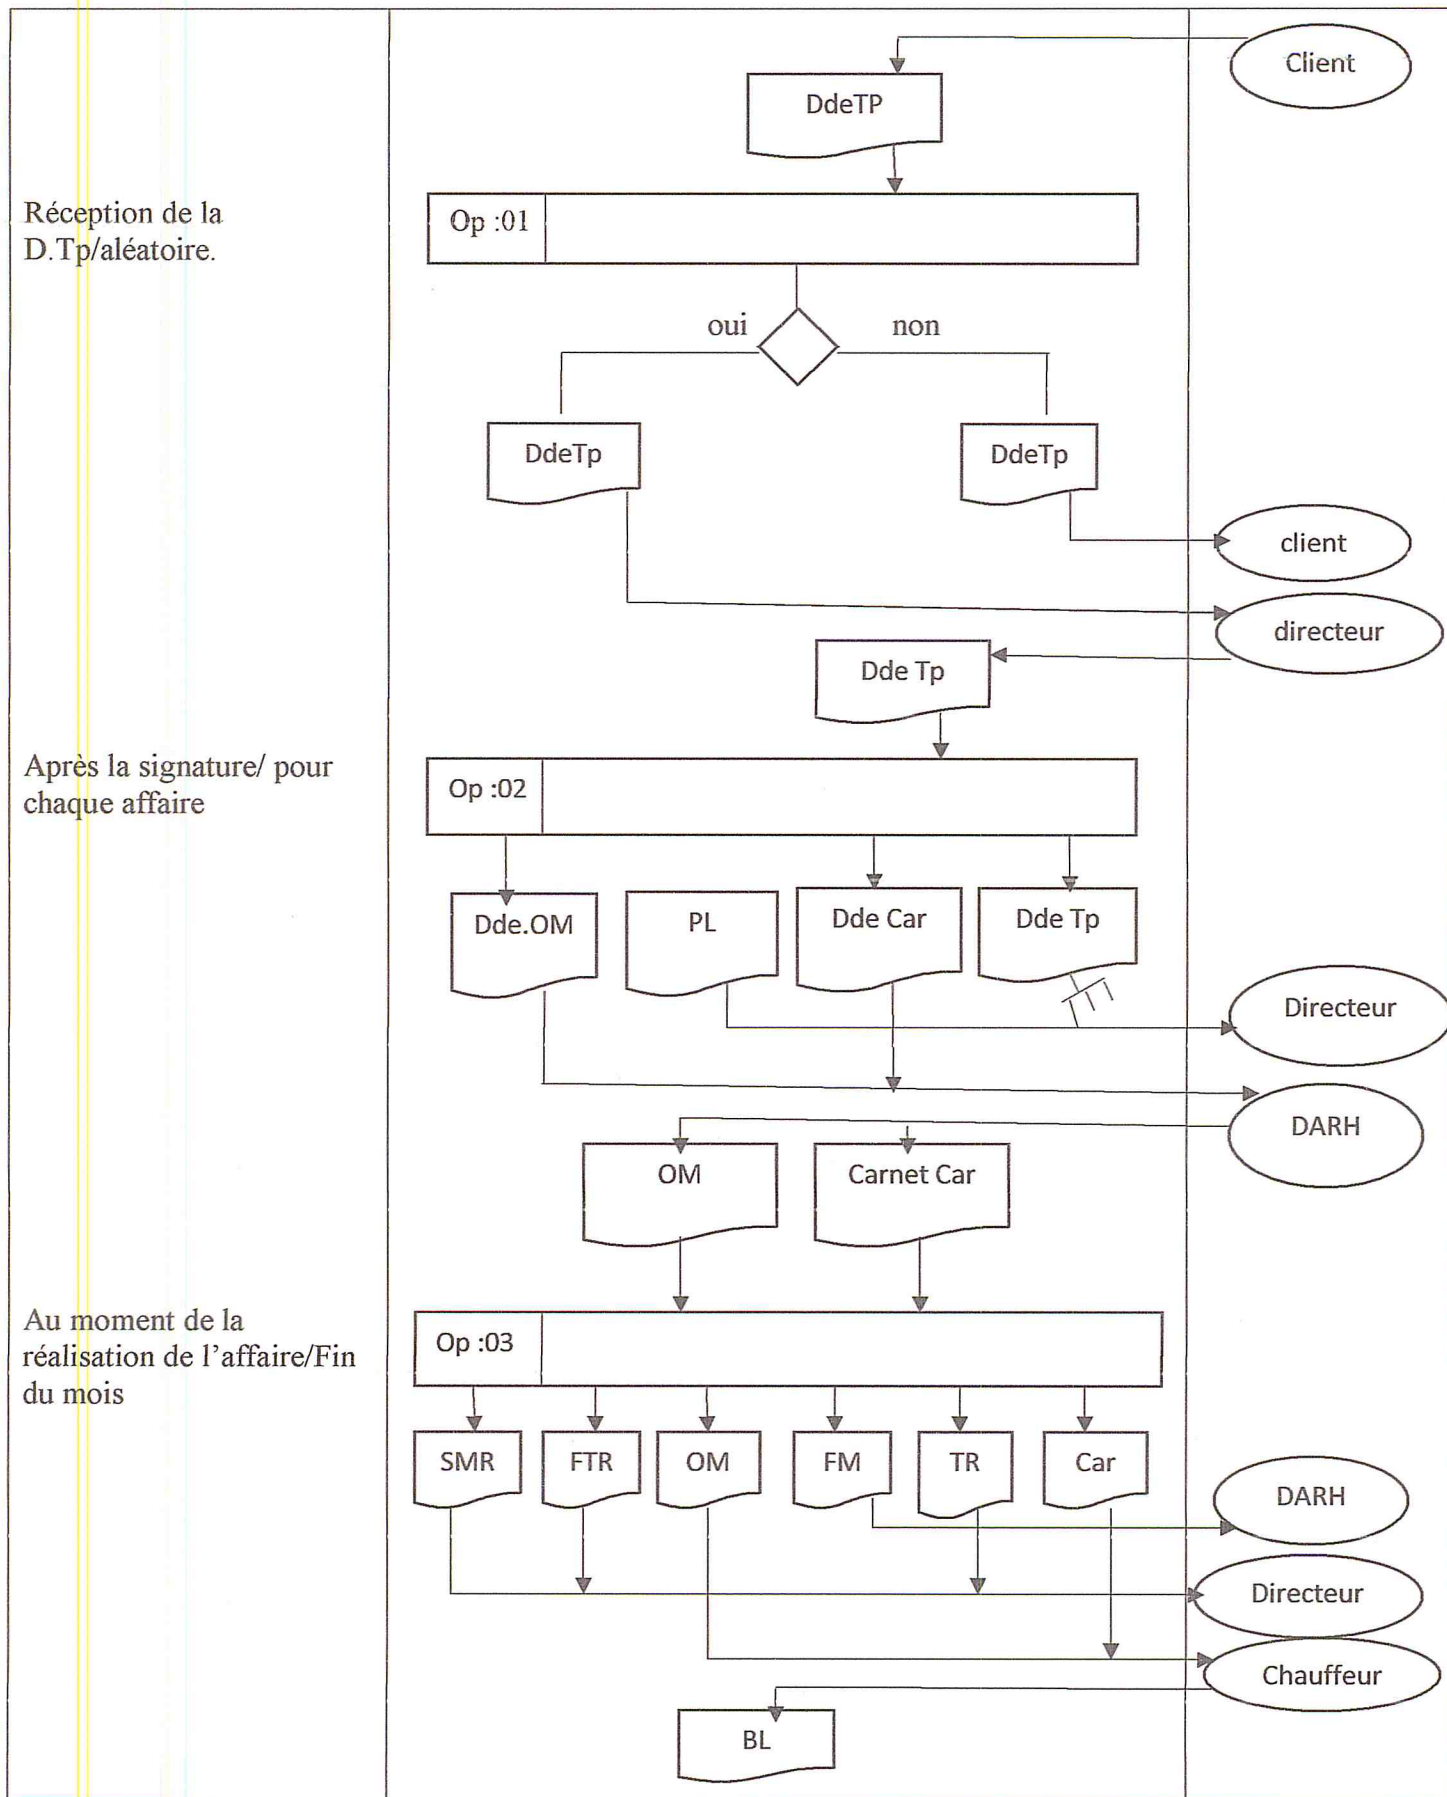 Client
DdeTP
Réception de la
D.Tp/aléatoire.
Op :01
oui
non
DdeTp
DdeTp
client
directeur
Dde Tp
Après la signature/ pour
chaque affaire
Op :02
Dde.OM
PL
Dde Car
Dde Tp
Directeur
DARH
OM
Carnet Car
Au moment de la
réalisation de l’affaire/Fin
du mois
Op :03
SMR
FTR
OM
FM
TR
Car
DARH
Directeur
Chauffeur
BL